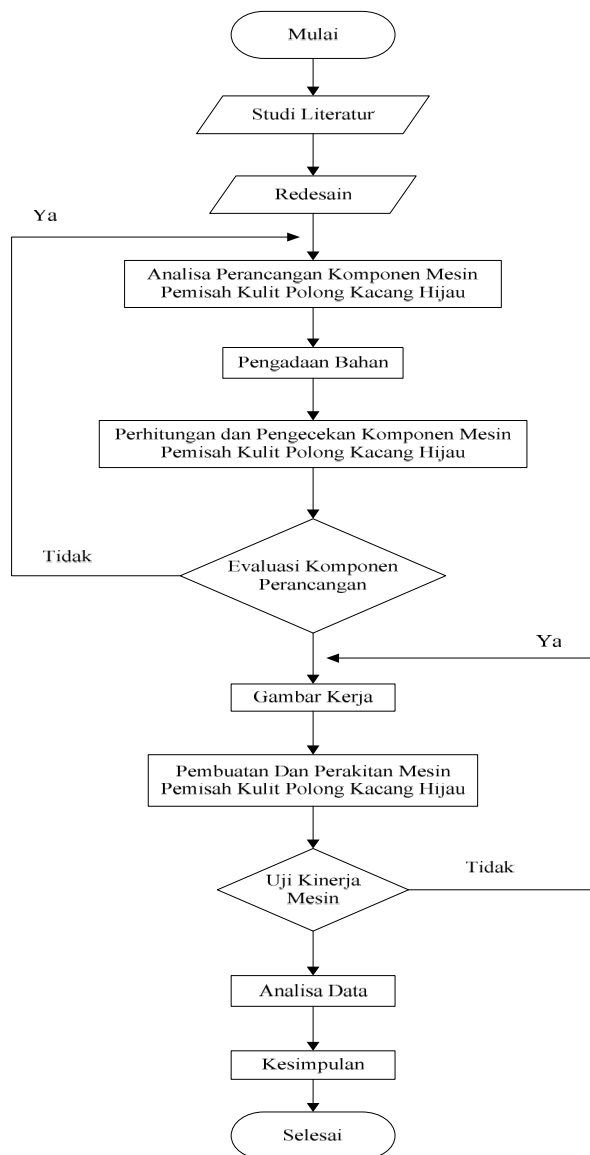 Mulai
Studi Literatur
Redesain
Ya
Analisa Perancangan Komponen Mesin
Pemisah Kulit Polong Kacang Hijau
Pengadaan Bahan
Perhitungan dan Pengecekan Komponen Mesin
Pemisah Kulit Polong Kacang Hijau
Tidak
Evaluasi Komponen
Perancangan
Ya
Gambar Kerja
Pembuatan Dan Perakitan Mesin
Pemisah Kulit Polong Kacang Hijau
Uji Kinerja
Mesin
Tidak
Analisa Data
Kesimpulan
Selesai